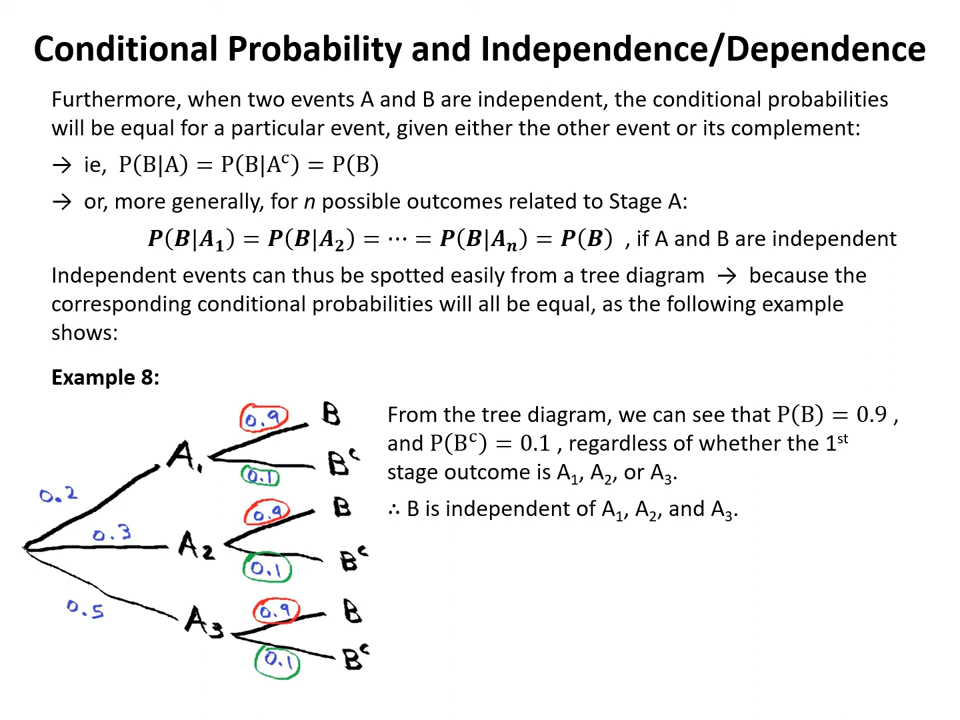 Conditional Probability and Independence/Dependence
Furthermore, when two events A and B are independent, the conditional probabilities
will be equal for a particular event, given either the other event or its complement:
→ ie, P(B|A) = P(B|Aᶜ) = P(B)
→ or, more generally, for n possible outcomes related to Stage A:
P(B|A₁) = P(B|A₂) = ⋯ = P(B|Aₙ) = P(B) , if A and B are independent
Independent events can thus be spotted easily from a tree diagram → because the
corresponding conditional probabilities will all be equal, as the following example
shows:
Example 8:
From the tree diagram, we can see that P(B) = 0.9 ,
and P(Bᶜ) = 0.1 , regardless of whether the 1ˢᵗ
stage outcome is A₁, A₂, or A₃.
∴ B is independent of A₁, A₂, and A₃.
0.9 B
A₁
0.1 Bᶜ
0.2
0.9 B
0.3 A₂
0.1 Bᶜ
0.5
0.9 B
A₃
0.1 Bᶜ